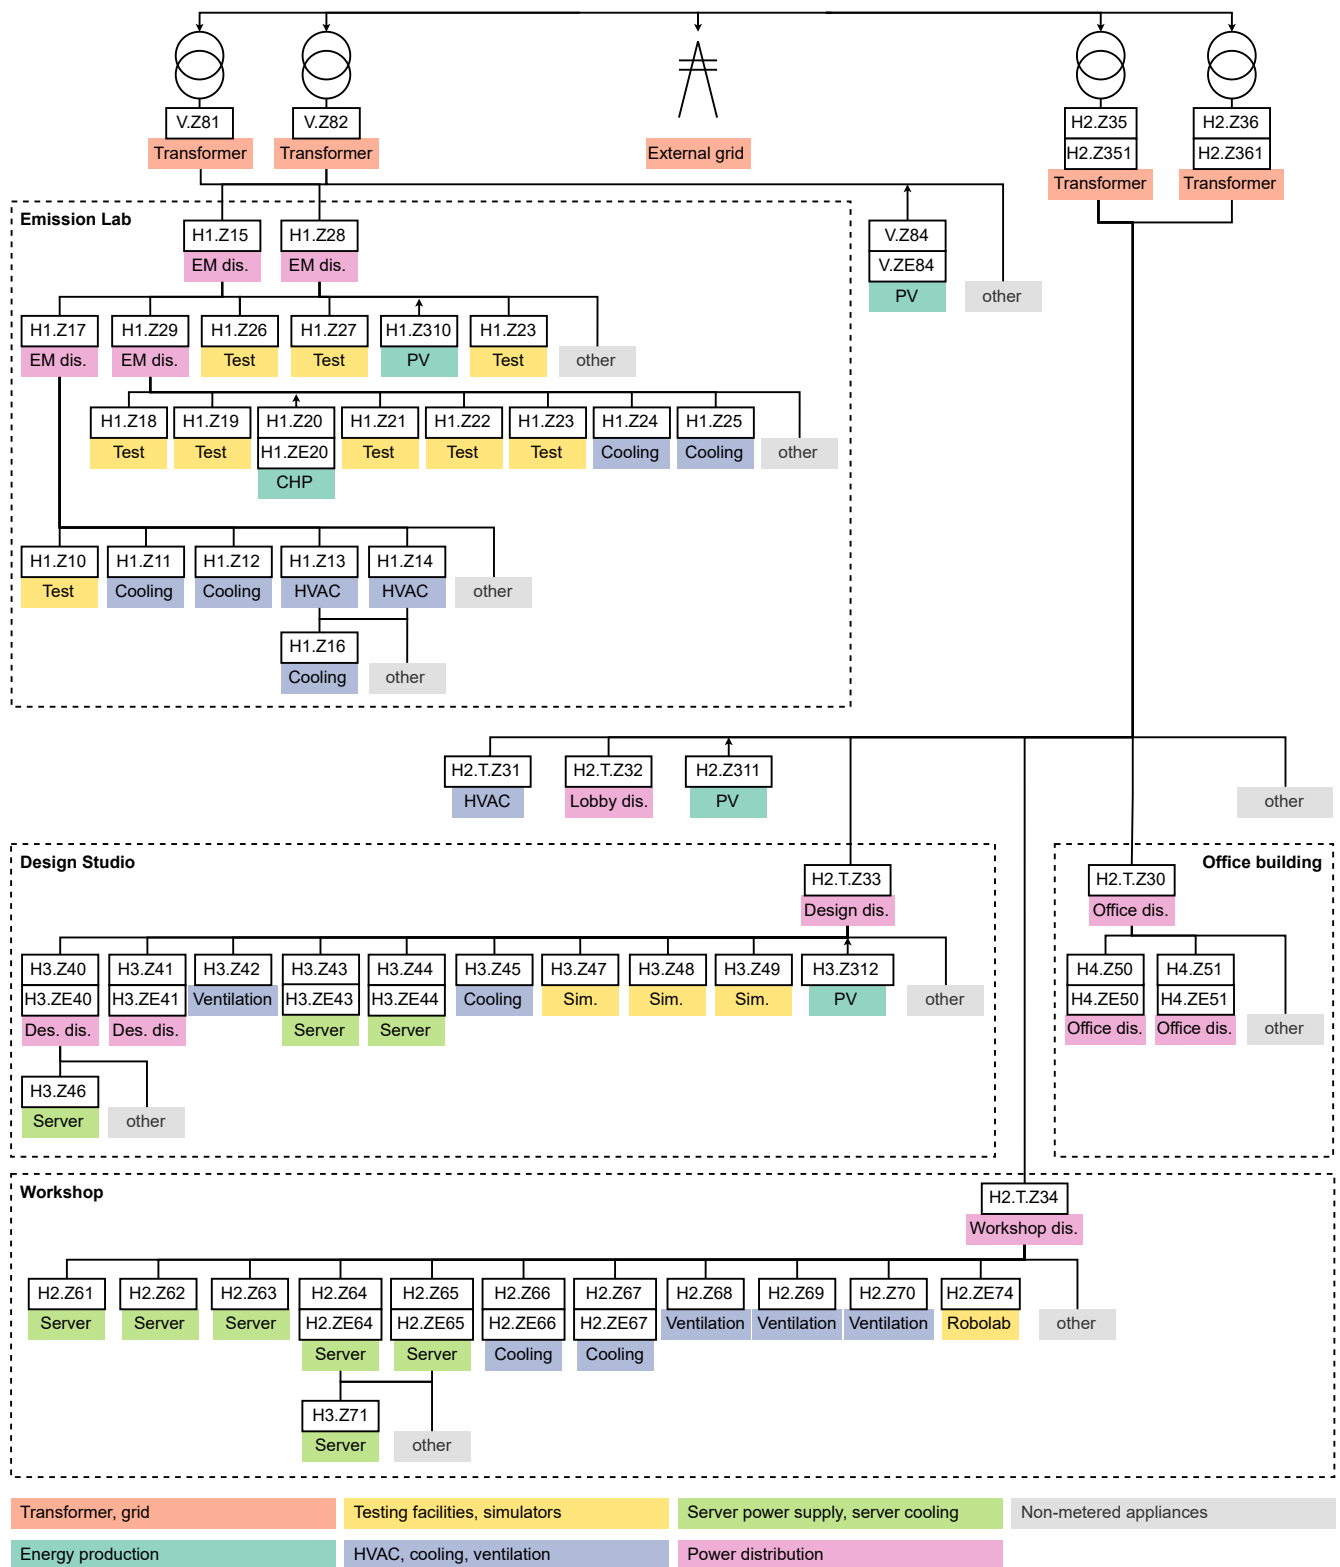 V.Z81
V.Z82
H2.Z35
H2.Z36
H2.Z351
H2.Z361
Transformer
Transformer
External grid
Transformer
Transformer
Emission Lab
H1.Z15
H1.Z28
V.Z84
EM dis.
EM dis.
V.ZE84
PV
other
H1.Z17
H1.Z29
H1.Z26
H1.Z27
H1.Z310
H1.Z23
EM dis.
EM dis.
Test
Test
PV
Test
other
H1.Z18
H1.Z19
H1.Z20
H1.Z21
H1.Z22
H1.Z23
H1.Z24
H1.Z25
Test
Test
H1.ZE20
Test
Test
Test
Cooling
Cooling
other
CHP
H1.Z10
H1.Z11
H1.Z12
H1.Z13
H1.Z14
Test
Cooling
Cooling
HVAC
HVAC
other
H1.Z16
Cooling
other
H2.T.Z31
H2.T.Z32
H2.Z311
HVAC
Lobby dis.
PV
other
Design Studio
Office building
H2.T.Z33
H2.T.Z30
Design dis.
Office dis.
H3.Z40
H3.Z41
H3.Z42
H3.Z43
H3.Z44
H3.Z45
H3.Z47
H3.Z48
H3.Z49
H3.Z312
H4.Z50
H4.Z51
H3.ZE40
H3.ZE41
Ventilation
H3.ZE43
H3.ZE44
Cooling
Sim.
Sim.
Sim.
PV
other
H4.ZE50
H4.ZE51
Des. dis.
Des. dis.
Server
Server
Office dis.
Office dis.
other
H3.Z46
Server
other
Workshop
H2.T.Z34
Workshop dis.
H2.Z61
H2.Z62
H2.Z63
H2.Z64
H2.Z65
H2.Z66
H2.Z67
H2.Z68
H2.Z69
H2.Z70
H2.ZE74
Server
Server
Server
H2.ZE64
H2.ZE65
H2.ZE66
H2.ZE67
Ventilation
Ventilation
Ventilation
Robolab
other
Server
Server
Cooling
Cooling
H3.Z71
Server
other
Transformer, grid
Testing facilities, simulators
Server power supply, server cooling
Non-metered appliances
Energy production
HVAC, cooling, ventilation
Power distribution